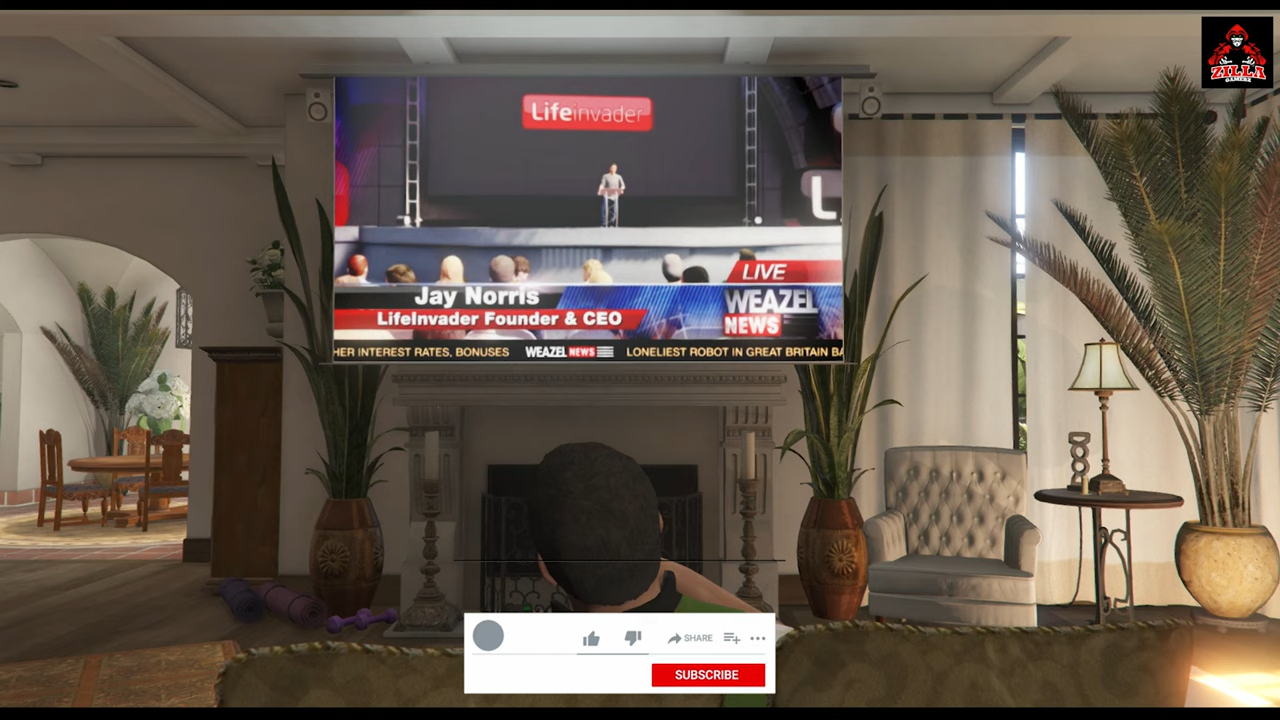 ZILLA
GAMERZ
Lifeinvader
L
LIVE
Jay Norris
LifeInvader Founder & CEO
WEAZEL
NEWS
HER INTEREST RATES, BONUSES WEAZEL NEWS LONELIEST ROBOT IN GREAT BRITAIN BA
SHARE
SUBSCRIBE